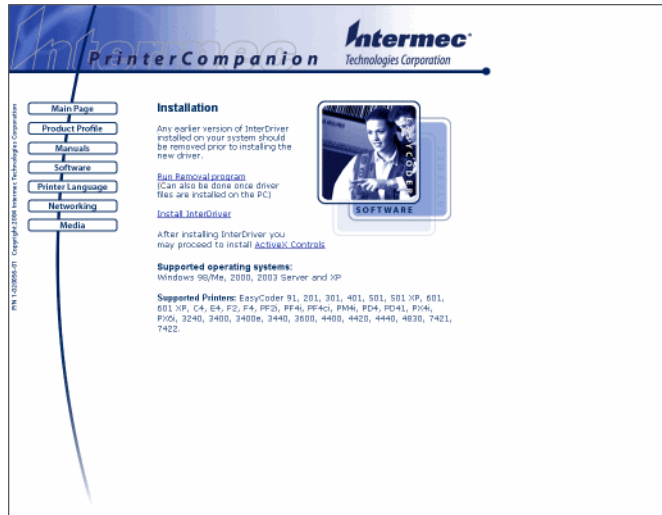 Intermec
PrinterCompanion
Intermec
Technologies Corporation
Main Page
Product Profile
Manuals
Software
Printer Language
Networking
Media
P/N 1-020056-01 Copyright 2004 Intermec Technologies Corporation
Installation
Any earlier version of InterDriver
installed on your system should
be removed prior to installing the
new driver.
Run Removal program
(Can also be done once driver
files are installed on the PC)
Install InterDriver
After installing InterDriver you
may proceed to install ActiveX Controls
EASYCODER
SOFTWARE
Supported operating systems:
Windows 98/Me, 2000, 2003 Server and XP
Supported Printers: EasyCoder 91, 201, 301, 401, 501, 501 XP, 601,
601 XP, C4, E4, F2, F4, PF2i, PF4i, PF4ci, PM4i, PD4, PD41, PX4i,
PX6i, 3240, 3400, 3400e, 3440, 3600, 4400, 4420, 4440, 4830, 7421,
7422.